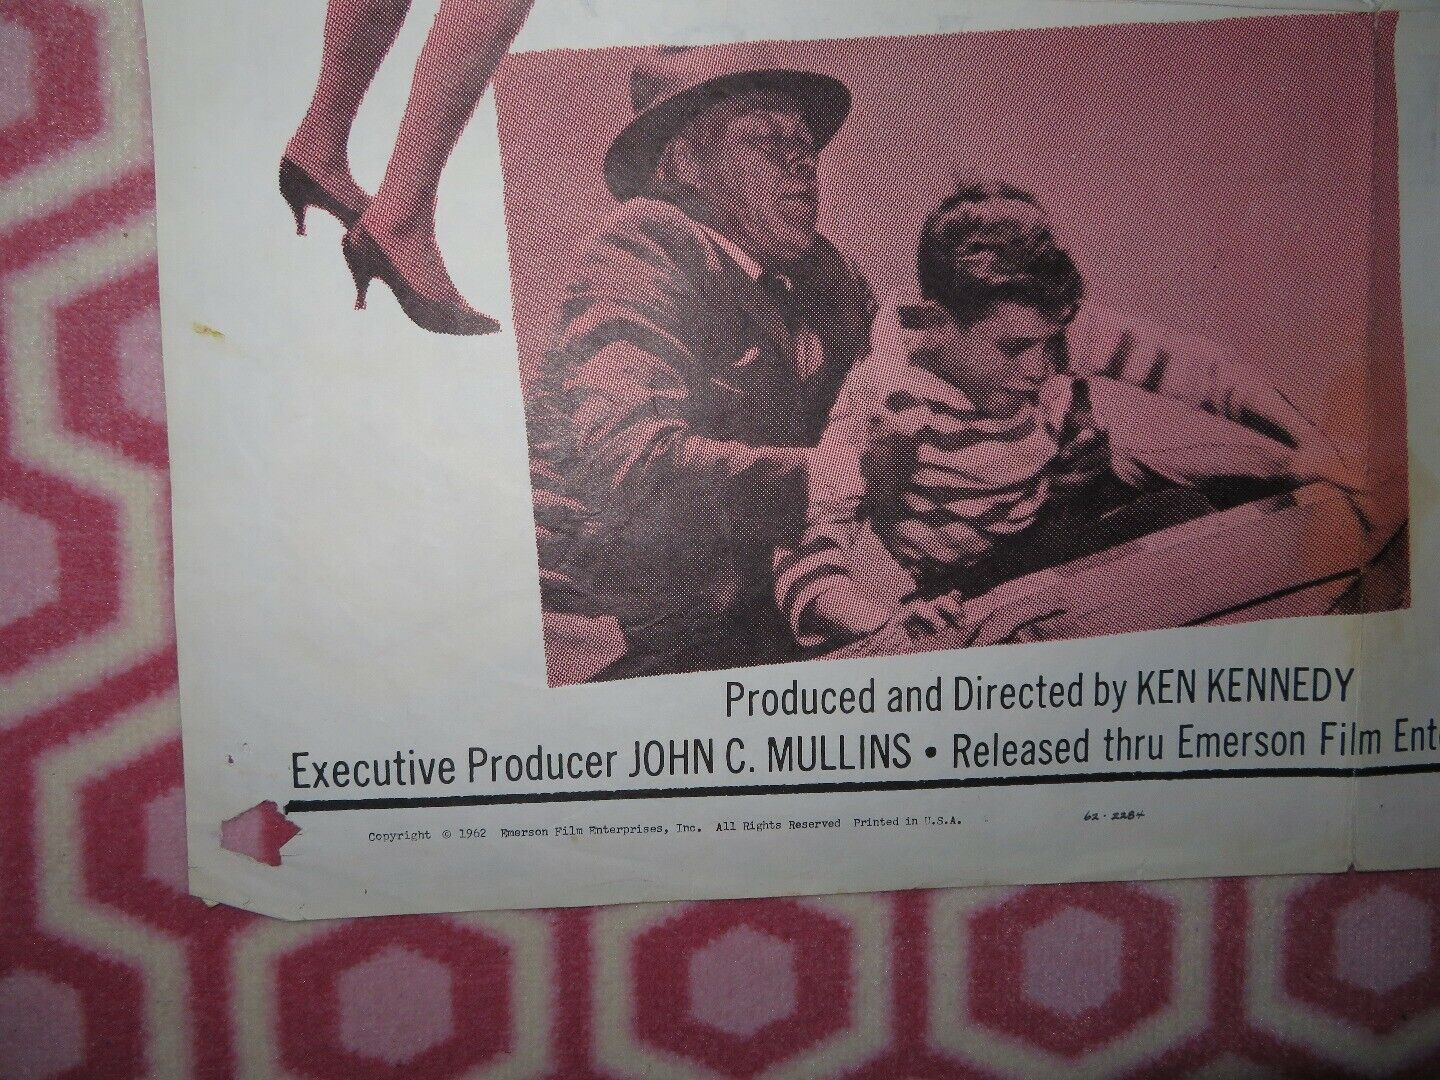 Produced and Directed by KEN KENNEDY
Executive Producer JOHN C. MULLINS • Released thru Emerson Film Ent
Copyright © 1962 Emerson Film Enterprises, Inc. All Rights Reserved Printed in U.S.A. 62-2284